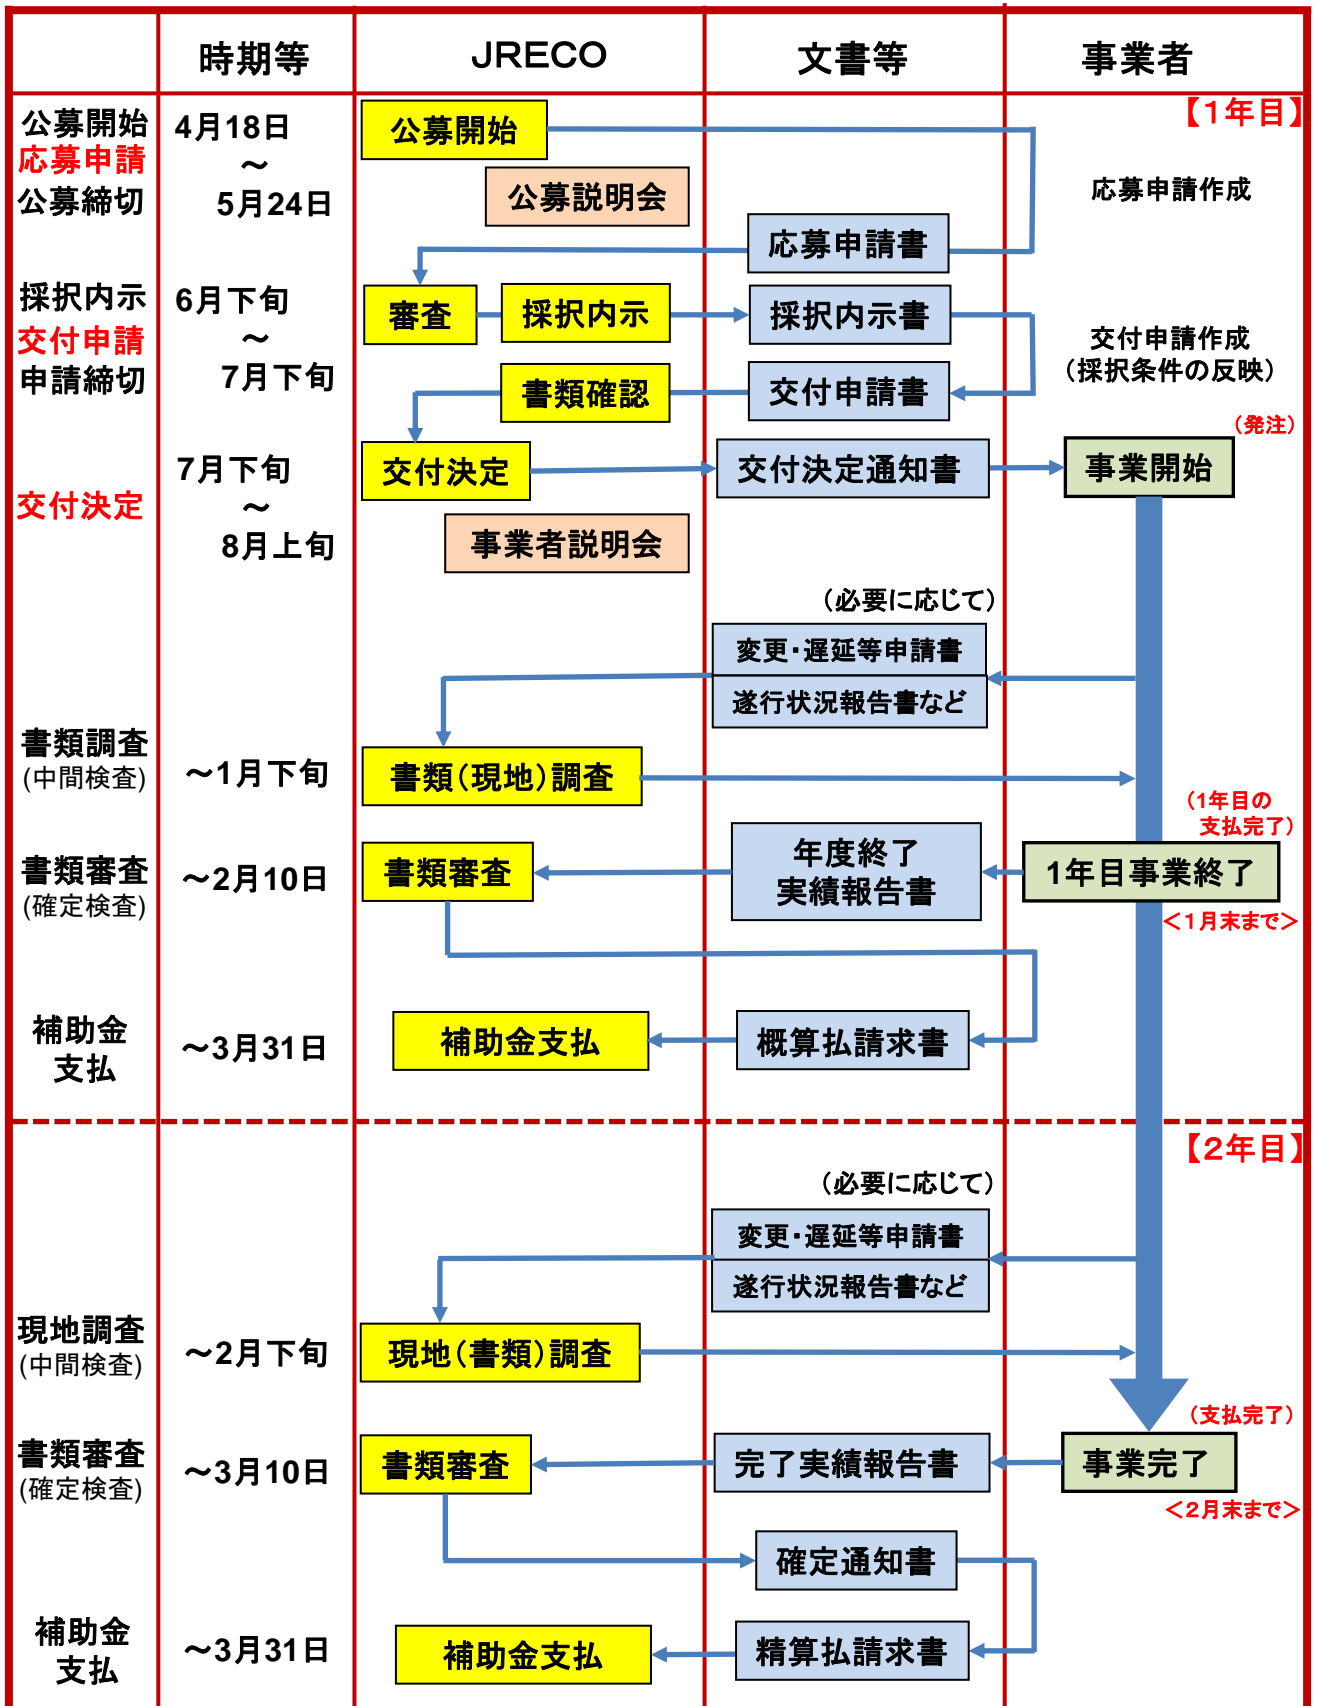 時期等
JRECO
文書等
事業者
【1年目】
公募開始
応募申請
公募締切
4月18日
～
5月24日
公募開始
公募説明会
応募申請作成
応募申請書
採択内示
交付申請
申請締切
6月下旬
～
7月下旬
審査
採択内示
採択内示書
交付申請作成
（採択条件の反映）
書類確認
交付申請書
（発注）
交付決定
7月下旬
～
8月上旬
交付決定
交付決定通知書
事業開始
事業者説明会
（必要に応じて）
変更・遅延等申請書
遂行状況報告書など
書類調査
(中間検査)
～1月下旬
書類（現地）調査
（1年目の
支払完了）
書類審査
(確定検査)
～2月10日
書類審査
年度終了
実績報告書
1年目事業終了
＜1月末まで＞
補助金
支払
～3月31日
補助金支払
概算払請求書
【2年目】
（必要に応じて）
変更・遅延等申請書
遂行状況報告書など
現地調査
(中間検査)
～2月下旬
現地（書類）調査
（支払完了）
書類審査
(確定検査)
～3月10日
書類審査
完了実績報告書
事業完了
＜2月末まで＞
確定通知書
補助金
支払
～3月31日
補助金支払
精算払請求書